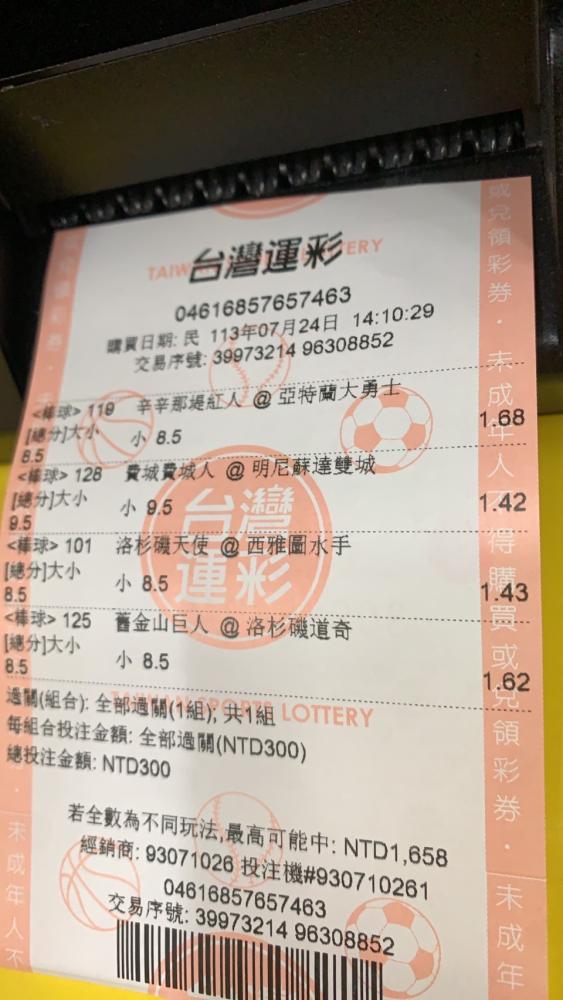 TAIWAN SPORTS LOTTERY
台灣運彩
04616857657463
購買日期: 民 113年07月24日 14:10:29
交易序號: 39973214 96308852
<棒球> 119 辛辛那堤紅人 @ 亞特蘭大勇士
[總分]大小 小 8.5 1.68
8.5
<棒球> 128 費城費城人 @ 明尼蘇達雙城
[總分]大小 小 9.5 1.42
9.5
<棒球> 101 洛杉磯天使 @ 西雅圖水手
[總分]大小 小 8.5 1.43
8.5
<棒球> 125 舊金山巨人 @ 洛杉磯道奇
[總分]大小 小 8.5 1.62
8.5
台灣運彩
TAIWAN SPORTS LOTTERY
過關(組合): 全部過關(1組); 共1組
每組合投注金額: 全部過關(NTD300)
總投注金額: NTD300
若全數為不同玩法,最高可能中: NTD1,658
經銷商: 93071026 投注機#930710261
04616857657463
交易序號: 39973214 96308852
或兌領彩券・未成年人不得購買或兌領彩券・未成年
未成年人不